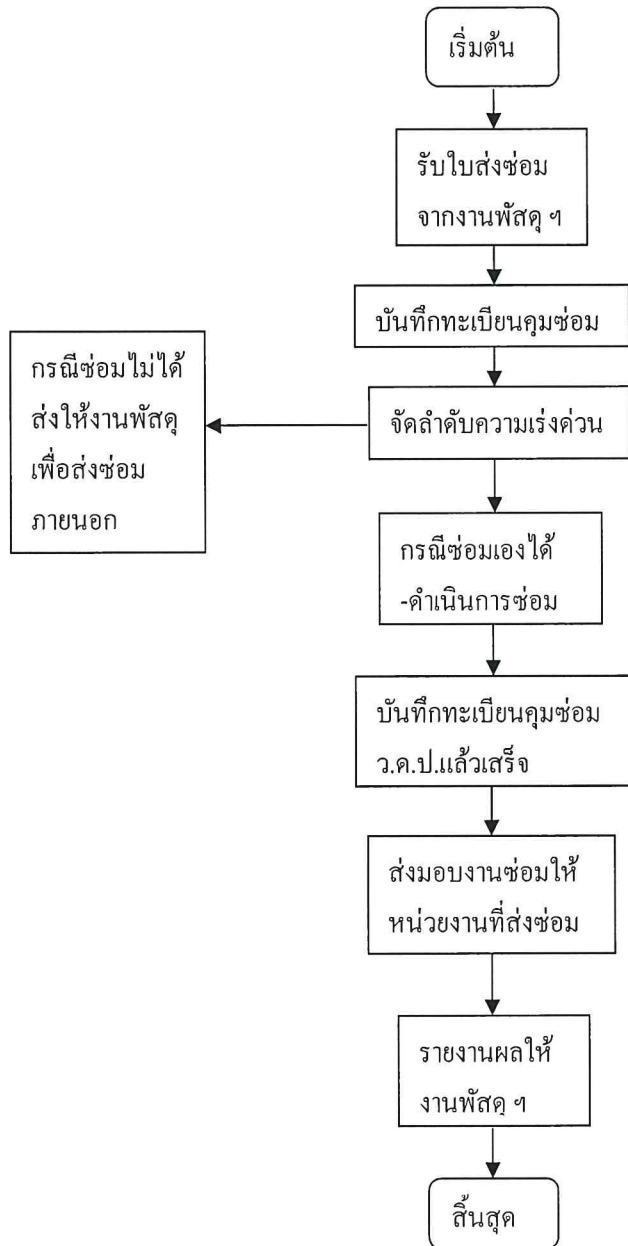 เริ่มต้น
รับใบส่งซ่อม
จากงานพัสดุ ฯ
บันทึกทะเบียนคุมซ่อม
จัดลำดับความเร่งด่วน
กรณีซ่อมไม่ได้
ส่งให้งานพัสดุ
เพื่อส่งซ่อม
ภายนอก
กรณีซ่อมเองได้
-ดำเนินการซ่อม
บันทึกทะเบียนคุมซ่อม
ว.ด.ป.แล้วเสร็จ
ส่งมอบงานซ่อมให้
หน่วยงานที่ส่งซ่อม
รายงานผลให้
งานพัสดุ ฯ
สิ้นสุด